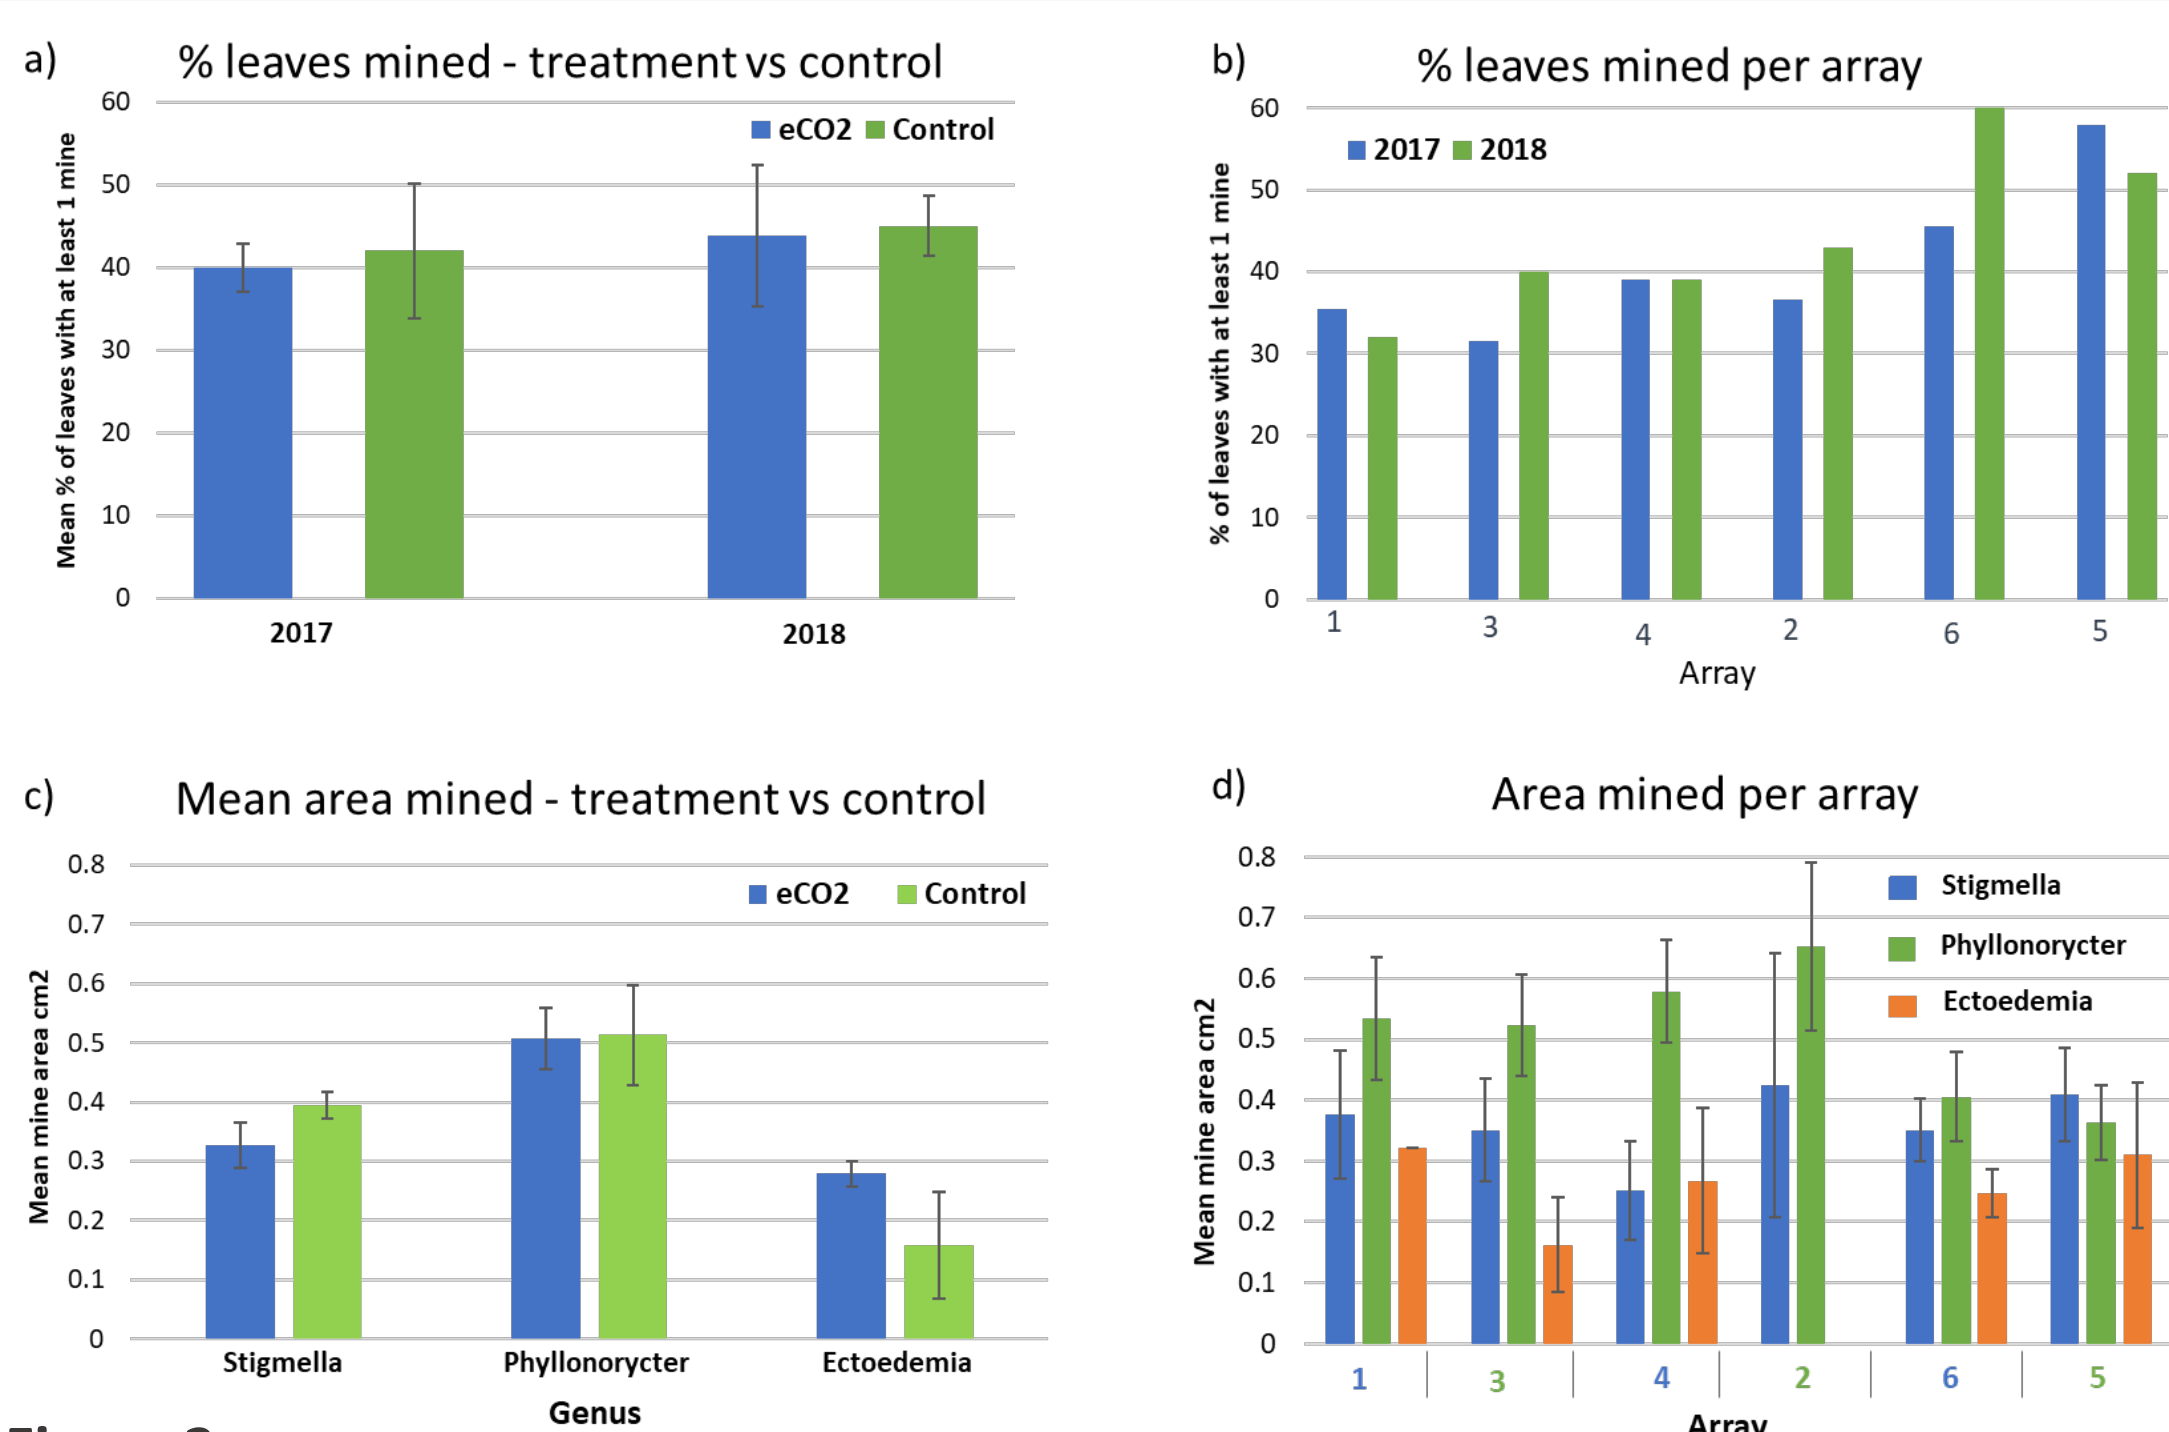 a)
% leaves mined - treatment vs control
60
50
40
30
20
10
0
Mean % of leaves with at least 1 mine
eCO2 Control
2017 2018
b)
% leaves mined per array
60
50
40
30
20
10
0
% of leaves with at least 1 mine
2017 2018
1 3 4 2 6 5
Array
c)
Mean area mined - treatment vs control
0.8
0.7
0.6
0.5
0.4
0.3
0.2
0.1
0
Mean mine area cm2
eCO2 Control
Stigmella Phyllonorycter Ectoedemia
Genus
d)
Area mined per array
0.8
0.7
0.6
0.5
0.4
0.3
0.2
0.1
0
Mean mine area cm2
Stigmella
Phyllonorycter
Ectoedemia
1 3 4 2 6 5
Array